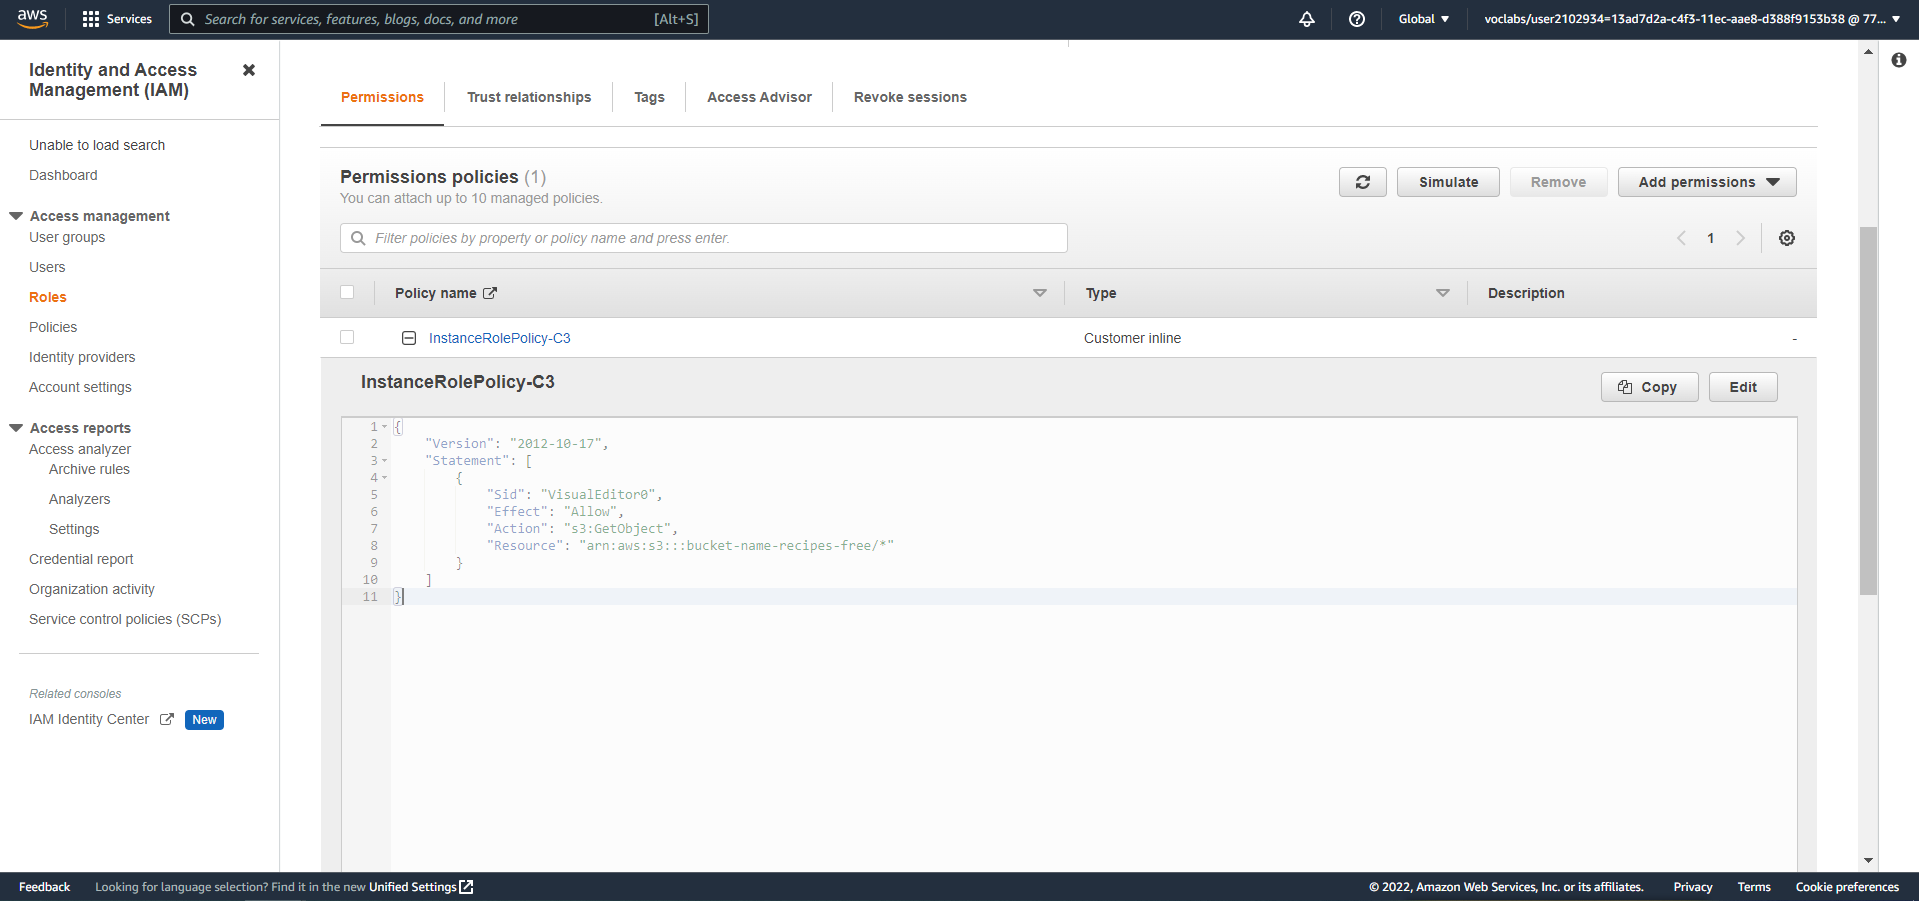 aws
Services
Search for services, features, blogs, docs, and more [Alt+S]
Global
voclabs/user2102934=13ad7d2a-c4f3-11ec-aae8-d388f9153b38 @ 77...
Identity and Access
Management (IAM)
Unable to load search
Dashboard
Access management
User groups
Users
Roles
Policies
Identity providers
Account settings
Access reports
Access analyzer
Archive rules
Analyzers
Settings
Credential report
Organization activity
Service control policies (SCPs)
Related consoles
IAM Identity Center New
Permissions Trust relationships Tags Access Advisor Revoke sessions
Permissions policies (1)
You can attach up to 10 managed policies.
Simulate Remove Add permissions
Filter policies by property or policy name and press enter.
1
Policy name Type Description
InstanceRolePolicy-C3 Customer inline -
InstanceRolePolicy-C3
Copy Edit
1 {
2 "Version": "2012-10-17",
3 "Statement": [
4 {
5 "Sid": "VisualEditor0",
6 "Effect": "Allow",
7 "Action": "s3:GetObject",
8 "Resource": "arn:aws:s3:::bucket-name-recipes-free/*"
9 }
10 ]
11 }
Feedback Looking for language selection? Find it in the new Unified Settings
© 2022, Amazon Web Services, Inc. or its affiliates. Privacy Terms Cookie preferences